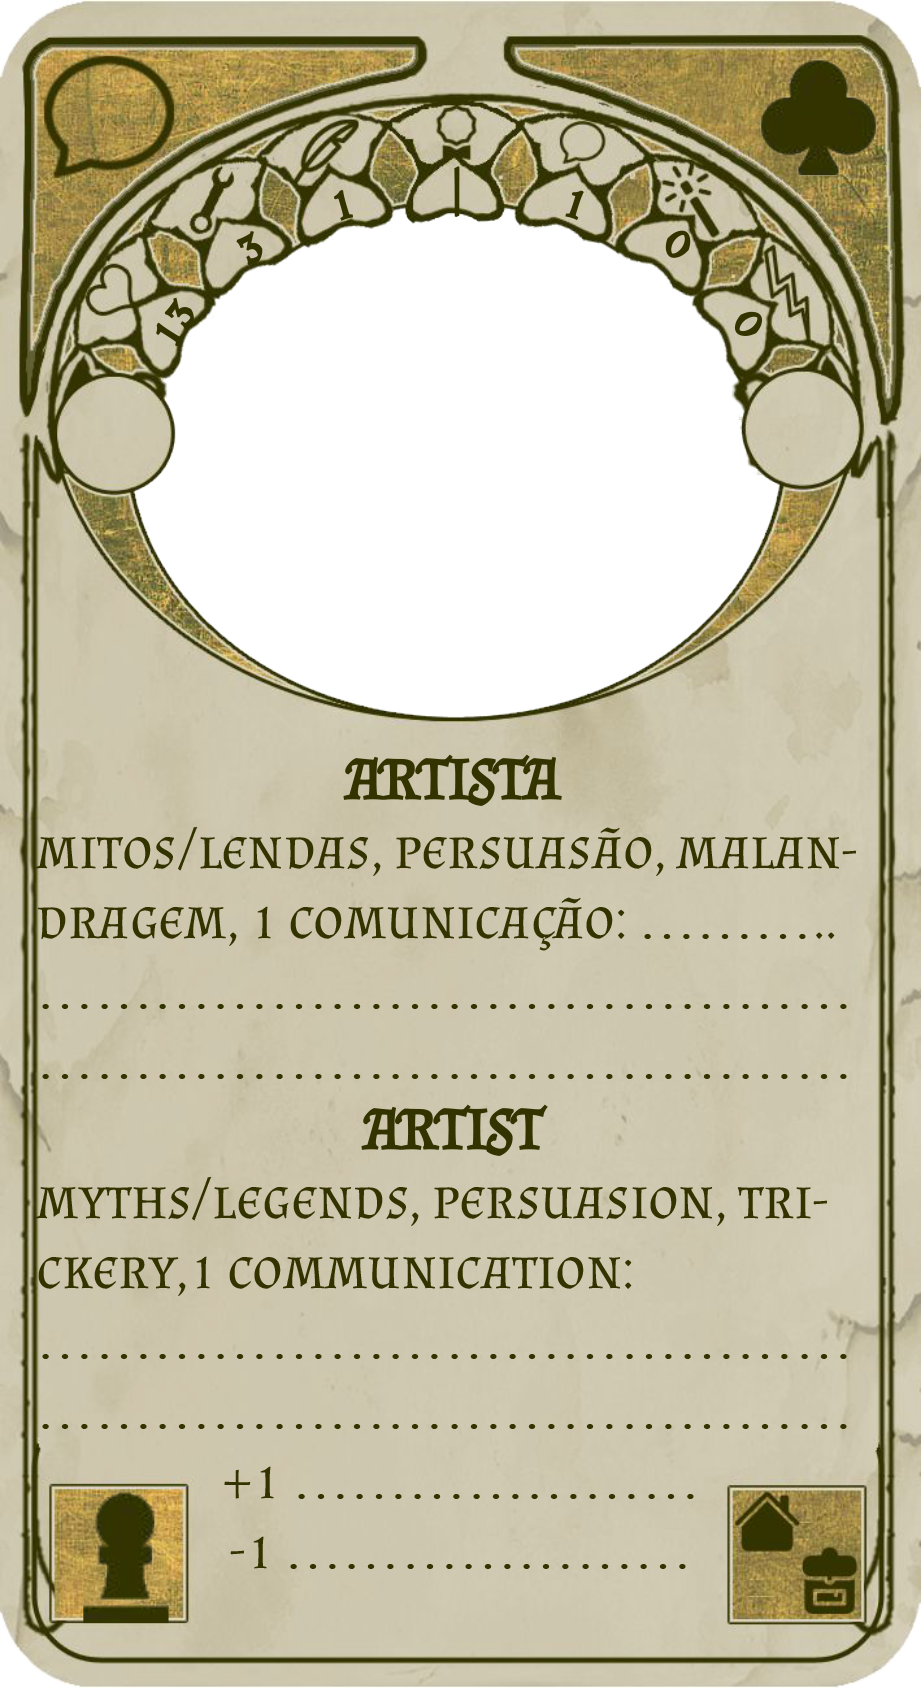 13
3
1
|
1
0
0
ARTISTA
MITOS/LENDAS, PERSUASÃO, MALAN-
DRAGEM, 1 COMUNICAÇÃO: ............
...........................................
...........................................
ARTIST
MYTHS/LEGENDS, PERSUASION, TRI-
CKERY,1 COMMUNICATION:
...........................................
...........................................
+1 .....................
-1 .....................